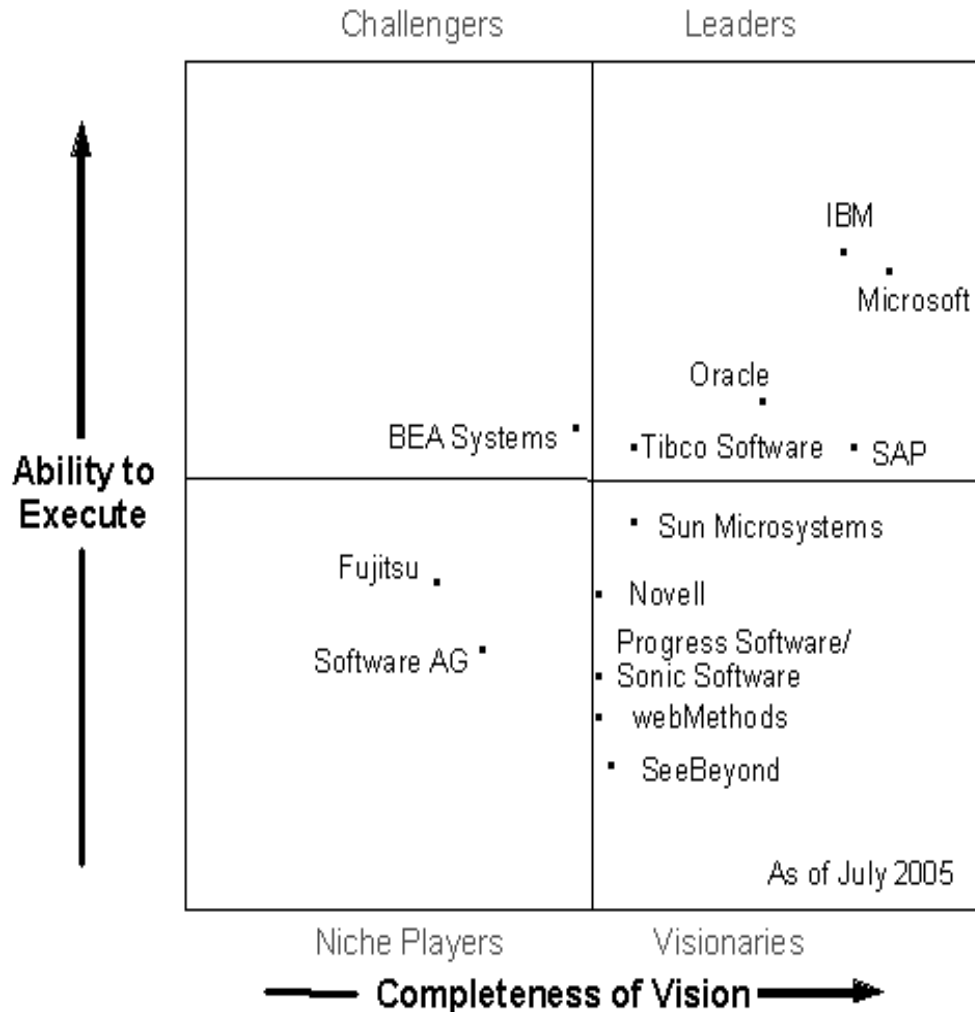 Challengers
Leaders
IBM
Microsoft
Oracle
BEA Systems
Tibco Software
SAP
Ability to
Execute
Sun Microsystems
Fujitsu
Novell
Progress Software/
Sonic Software
Software AG
webMethods
SeeBeyond
As of July 2005
Niche Players
Visionaries
Completeness of Vision